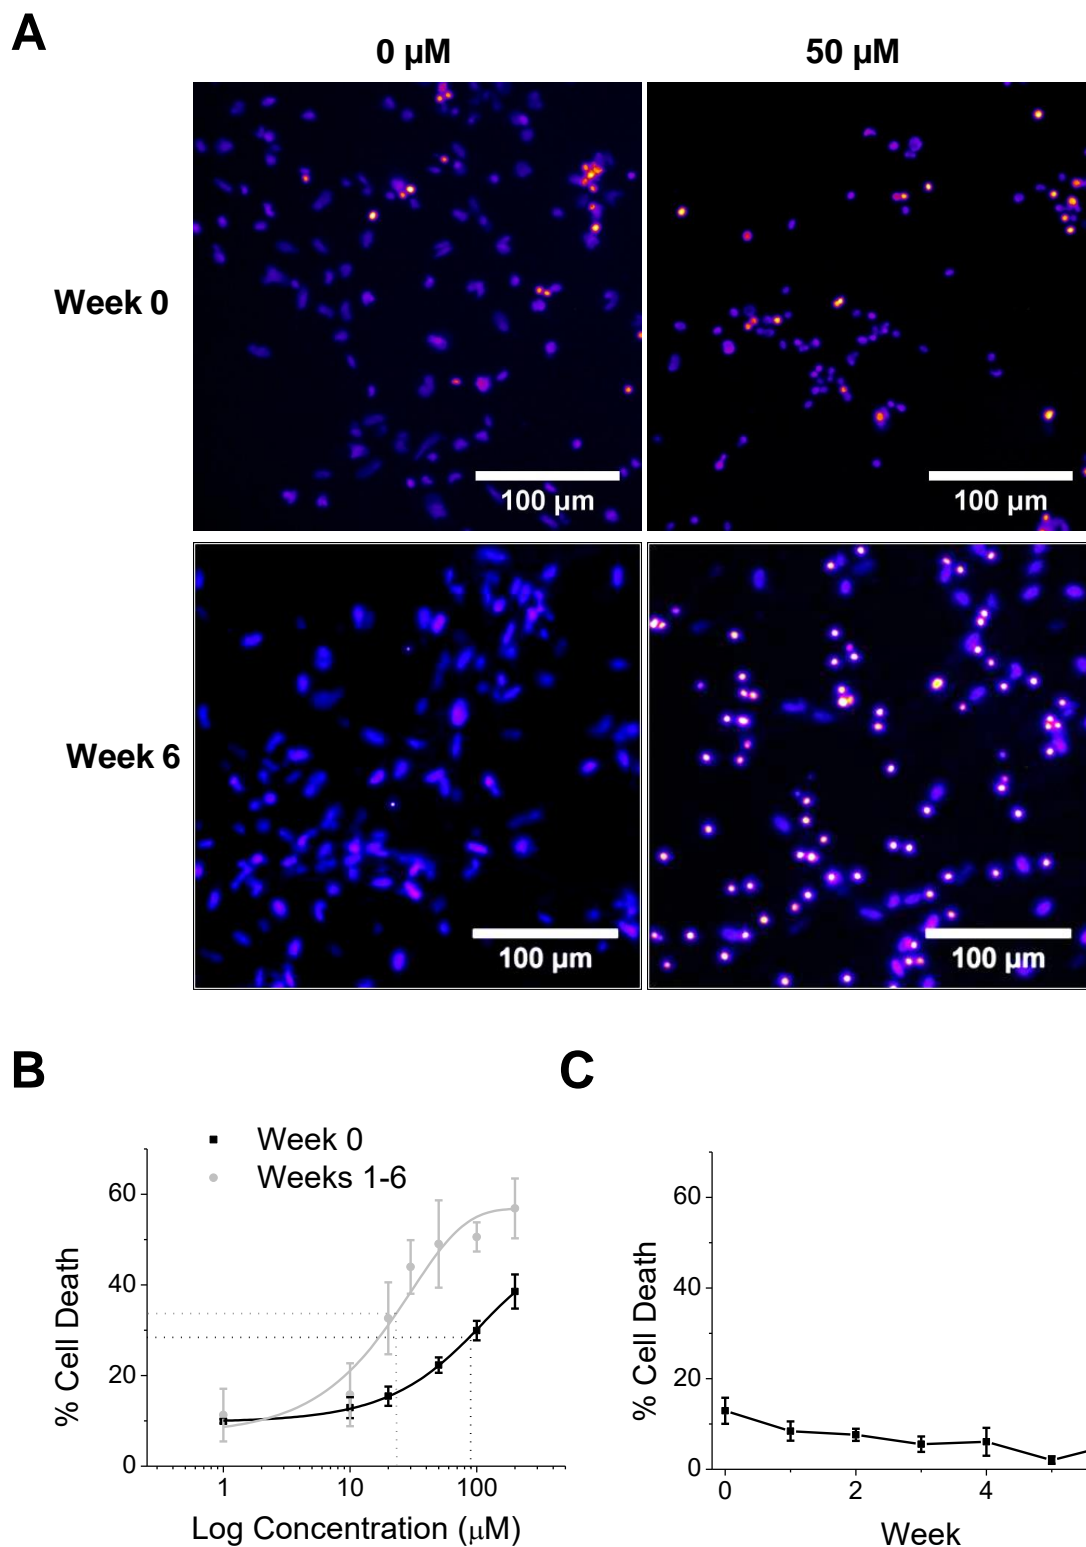 A
0 µM
50 µM
Week 0
100 µm
100 µm
Week 6
100 µm
100 µm
B
Week 0
Weeks 1-6
60
40
20
0
% Cell Death
1
10
100
Log Concentration (µM)
C
60
40
20
0
% Cell Death
0
2
4
Week